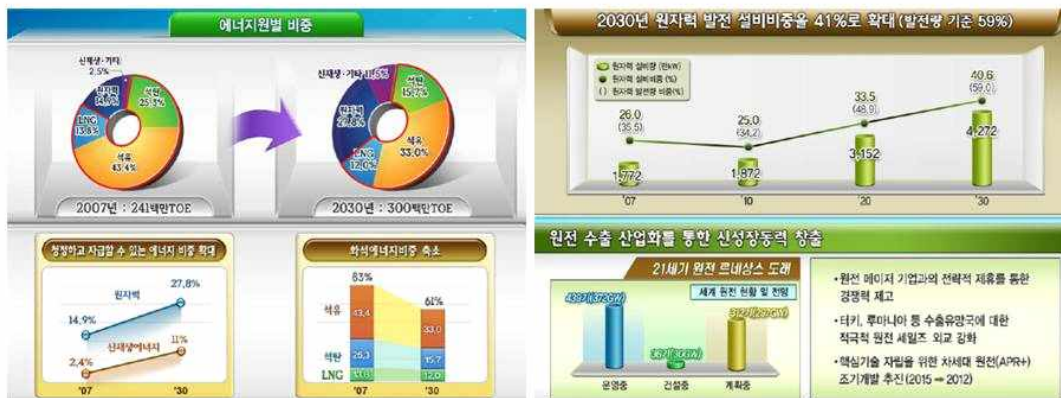 에너지원별 비중
신재생·기타
2.5%
원자력
14.9%
LNG
13.8%
석탄
25.3%
석유
43.4%
2007년 : 241백만TOE
신재생·기타 11.5%
원자력
27.8%
LNG
12.0%
석탄
15.7%
석유
33.0%
2030년 : 300백만TOE
청정하고 자급할 수 있는 에너지 비중 확대
27.8%
원자력
14.9%
11%
신재생에너지
2.4%
'07
'30
화석에너지비중 축소
83%
61%
석유
43.4
33.0
석탄
15.7
LNG
12.0
'07
'30
2030년 원자력 발전 설비비중을 41%로 확대 (발전량 기준 59%)
원자력 설비량 (만kW)
원자력 설비비중 (%)
( ) 원자력 발전량 비중(%)
26.0
(35.5)
25.0
(34.2)
33.5
(48.9)
40.6
(59.0)
1,772
1,872
3,152
4,272
'07
'10
'20
'30
원전 수출 산업화를 통한 신성장동력 창출
21세기 원전 르네상스 도래
세계 원전 현황 및 전망
운영중
건설중
계획중
• 원전 메이저 기업과의 전략적 제휴를 통한
경쟁력 제고
• 터키, 루마니아 등 수출유망국에 대한
적극적 원전 세일즈 외교 강화
• 핵심기술 자립을 위한 차세대 원전(APR+)
조기개발 추진 (2015 ⇒ 2012)